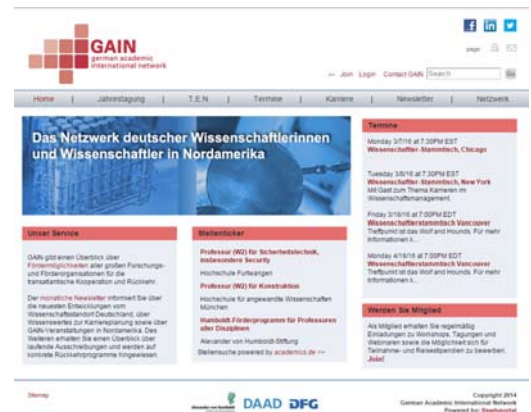 GAIN
german academic
international network
page
>> Join Login Contact GAIN Search Go
Home | Jahrestagung | T.E.N. | Termine | Karriere | Newsletter | Netzwerk
Das Netzwerk deutscher Wissenschaftlerinnen
und Wissenschaftler in Nordamerika
Unser Service
GAIN gibt einen Überblick über
Fördermöglichkeiten aller großen Forschungs-
und Förderorganisationen für die
transatlantische Kooperation und Rückkehr.
Der monatliche Newsletter informiert Sie über
die neuesten Entwicklungen vom
Wissenschaftsstandort Deutschland, über
Wissenswertes zur Karriereplanung sowie über
GAIN-Veranstaltungen in Nordamerika. Des
Weiteren erhalten Sie einen Überblick über
laufende Ausschreibungen und werden auf
konkrete Rückkehrprogramme hingewiesen.
Stellenticker
Professur (W2) für Sicherheitstechnik,
insbesondere Security
Hochschule Furtwangen
Professur (W2) für Konstruktion
Hochschule für angewandte Wissenschaften
München
Humboldt-Förderprogramm für Professuren
aller Disziplinen
Alexander von Humboldt-Stiftung
Stellensuche powered by academics.de >>
Termine
Monday 3/7/16 at 7:30PM EST
Wissenschaftler-Stammtisch, Chicago
Tuesday 3/8/16 at 7:30PM EST
Wissenschaftler-Stammtisch, New York
Mit Gast zum Thema Karrieren im
Wissenschaftsmanagement.
Friday 3/18/16 at 7:00PM EDT
Wissenschaftlerstammtisch Vancouver
Treffpunkt ist das Wolf and Hounds. Für mehr
Informationen k...
Monday 4/18/16 at 7:00PM EDT
Wissenschaftlerstammtisch Vancouver
Treffpunkt ist das Wolf and Hounds. Für mehr
Informationen k...
Werden Sie Mitglied
Als Mitglied erhalten Sie regelmäßig
Einladungen zu Workshops, Tagungen und
Webinaren sowie die Möglichkeit sich für
Teilnahme- und Reisestipendien zu bewerben.
Join!
Sitemap
Alexander von Humboldt
DAAD DFG
Copyright 2014
German Academic International Network
Powered by: